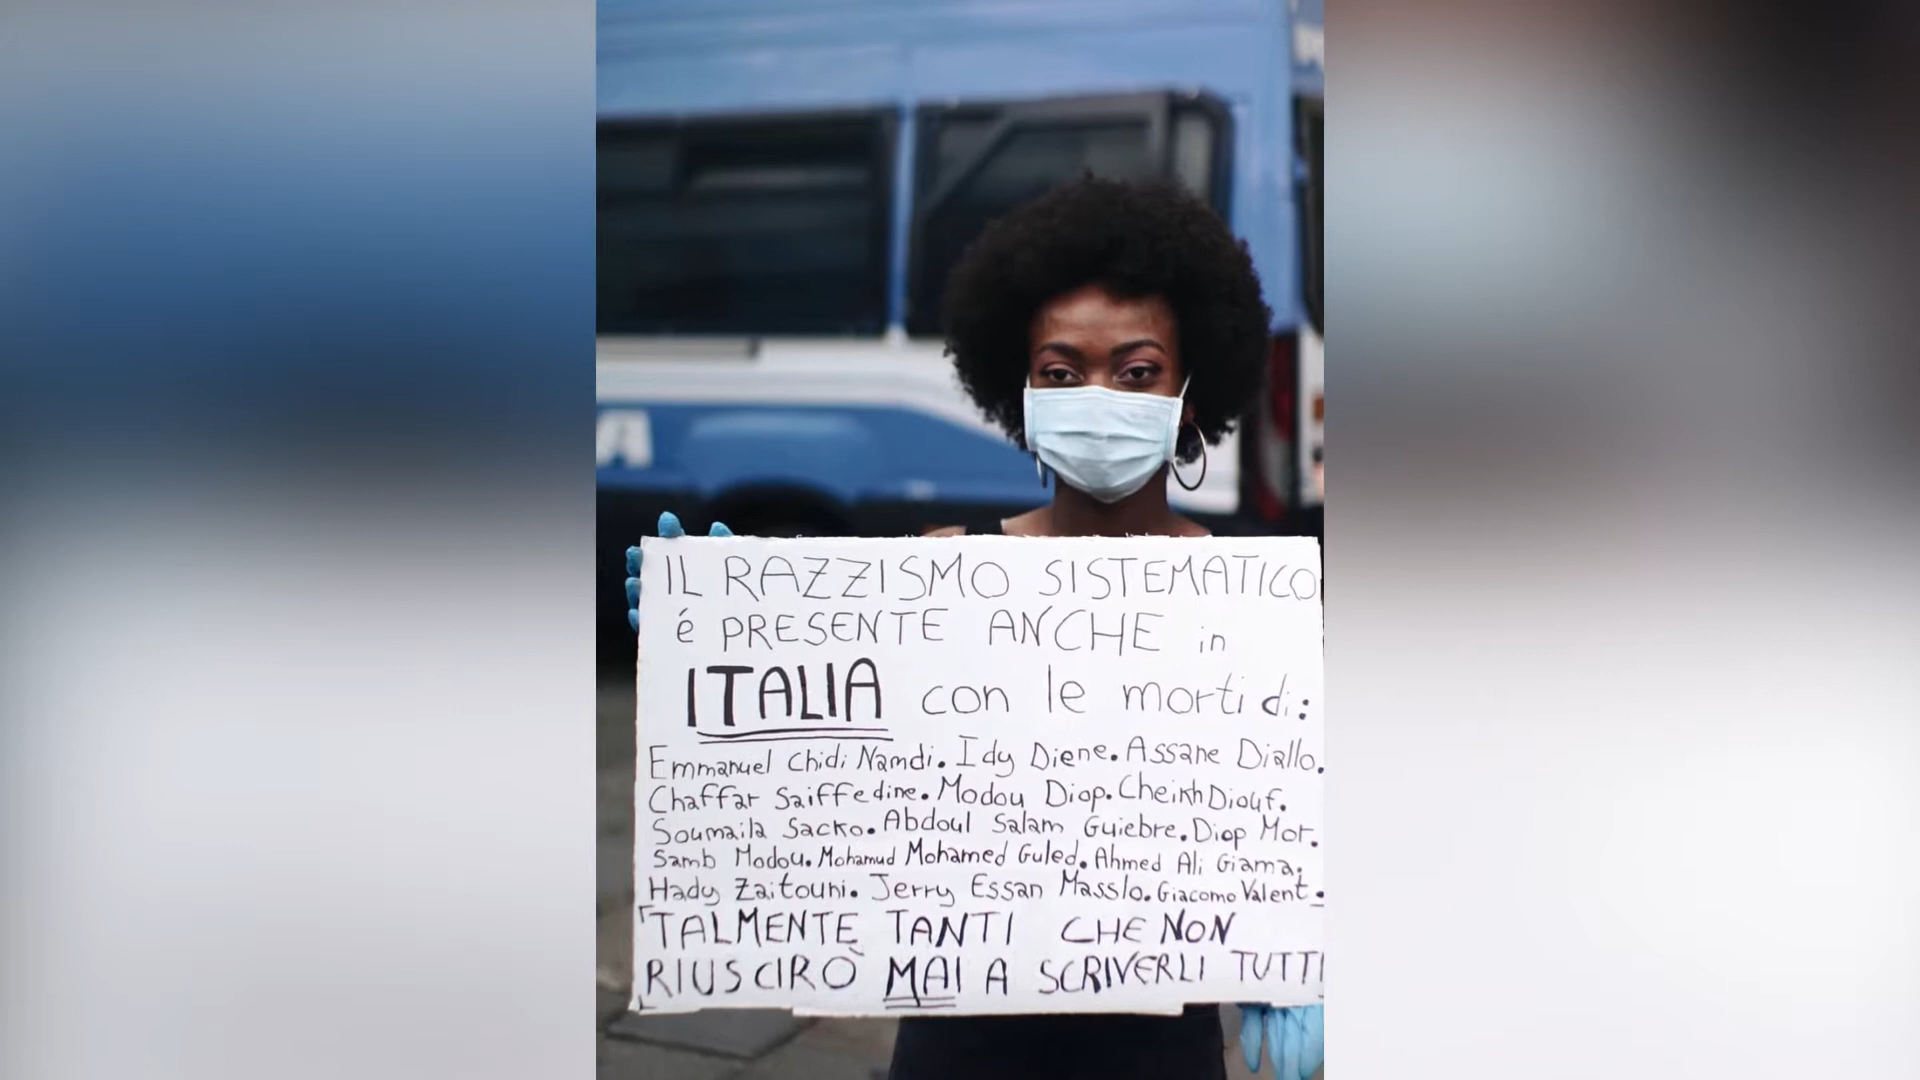 IL RAZZISMO SISTEMATICO
é PRESENTE ANCHE in
ITALIA con le morti di:
Emmanuel Chidi Namdi. Idy Diene. Assane Diallo.
Chaffar Saiffedine. Modou Diop. Cheikh Diouf.
Soumaila Sacko. Abdoul Salam Guiebre. Diop Mor.
Samb Modou. Mohamud Mohamed Guled. Ahmed Ali Giama.
Hady Zaitouni. Jerry Essan Masslo. Giacomo Valent.
TALMENTE TANTI CHE NON
RIUSCIRÒ MAI A SCRIVERLI TUTTI